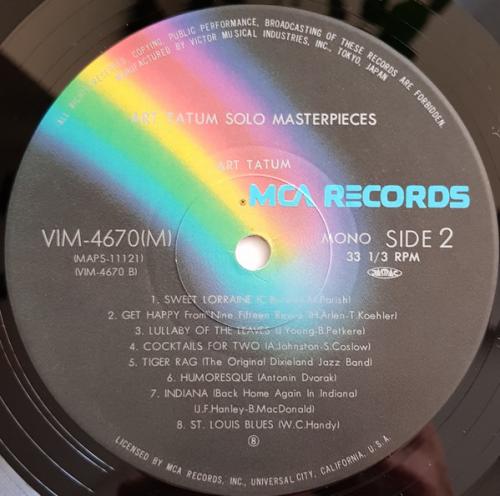 ALL RIGHTS RESERVED. COPYING, PUBLIC PERFORMANCE, BROADCASTING OF THESE RECORDS ARE FORBIDDEN.
MANUFACTURED BY VICTOR MUSICAL INDUSTRIES, INC., TOKYO, JAPAN
ART TATUM SOLO MASTERPIECES
ART TATUM
MCA RECORDS
VIM-4670(M)
(MAPS-11121)
(VIM-4670 B)
MONO SIDE 2
33 1/3 RPM
1. SWEET LORRAINE (C. Parish)
2. GET HAPPY From "Nine Fifteen (H.Arlen-T.Koehler)
3. LULLABY OF THE LEAVES (J.Young-B.Petkere)
4. COCKTAILS FOR TWO (A.Johnston-S.Coslow)
5. TIGER RAG (The Original Dixieland Jazz Band)
6. HUMORESQUE (Antonin Dvorak)
7. INDIANA (Back Home Again In Indiana)
(J.F.Hanley-B.MacDonald)
8. ST. LOUIS BLUES (W.C.Handy)
®
LICENSED BY MCA RECORDS, INC., UNIVERSAL CITY, CALIFORNIA, U.S.A.